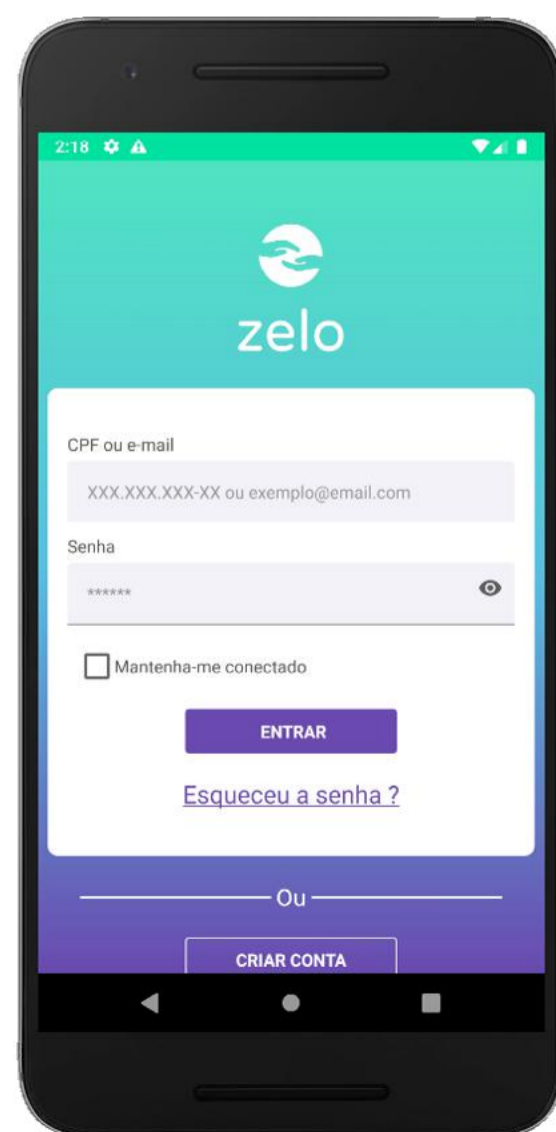 2:18
zelo
CPF ou e-mail
XXX.XXX.XXX-XX ou exemplo@email.com
Senha
******
Mantenha-me conectado
ENTRAR
Esqueceu a senha ?
Ou
CRIAR CONTA